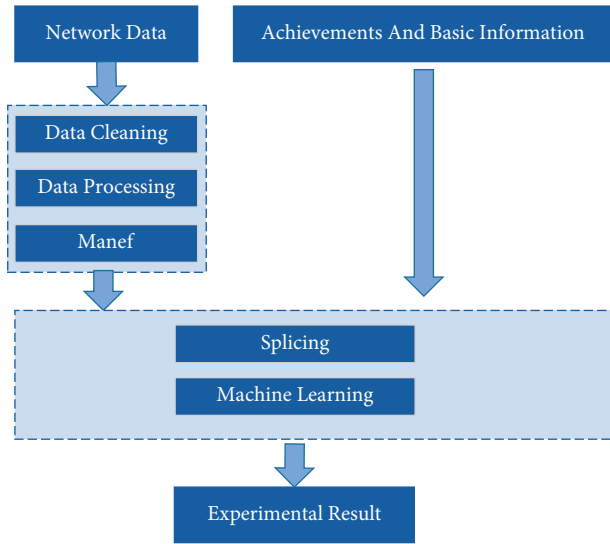 Network Data
Achievements And Basic Information
Data Cleaning
Data Processing
Manef
Splicing
Machine Learning
Experimental Result